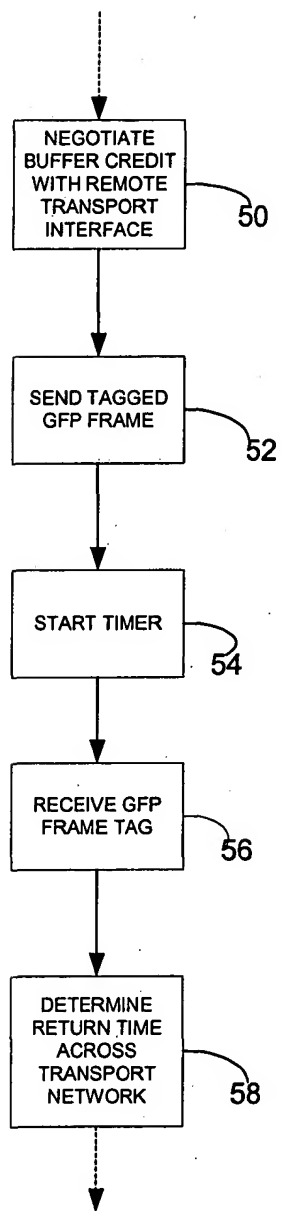 NEGOTIATE
BUFFER CREDIT
WITH REMOTE
TRANSPORT
INTERFACE
50
SEND TAGGED
GFP FRAME
52
START TIMER
54
RECEIVE GFP
FRAME TAG
56
DETERMINE
RETURN TIME
ACROSS
TRANSPORT
NETWORK
58